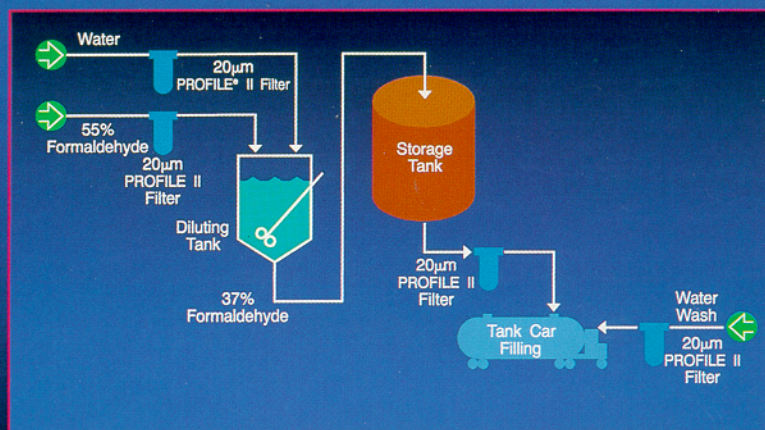 Water
20μm
PROFILE® II Filter
55%
Formaldehyde
20μm
PROFILE II
Filter
Diluting
Tank
37%
Formaldehyde
Storage
Tank
20μm
PROFILE II
Filter
Tank Car
Filling
Water
Wash
20μm
PROFILE II
Filter